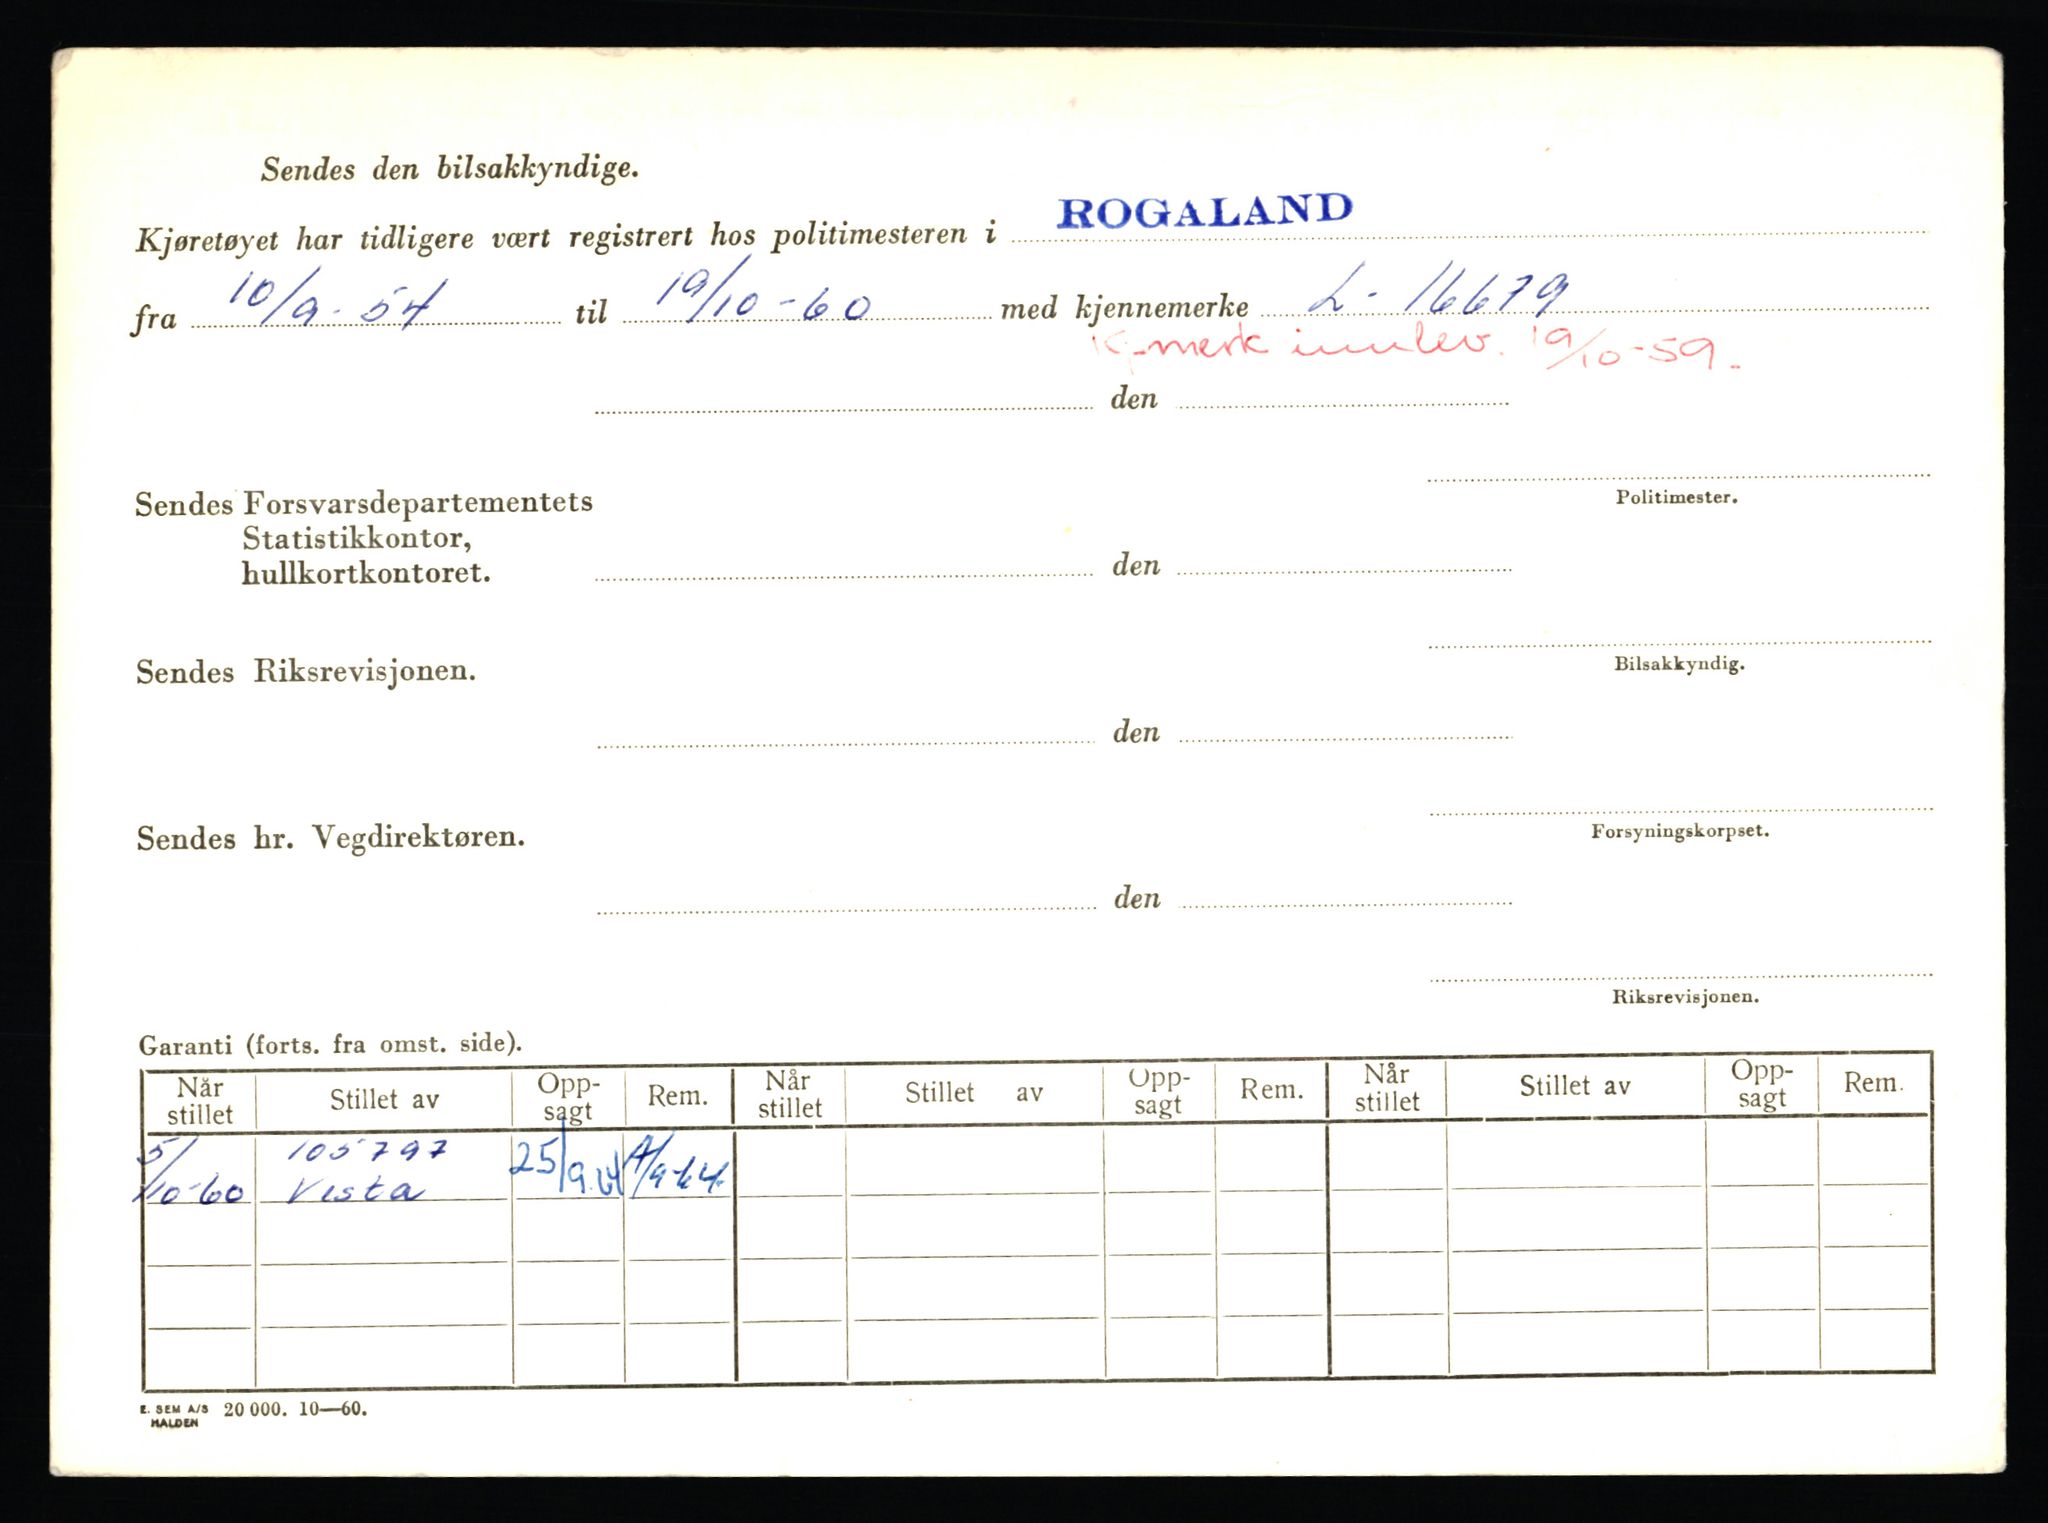 Sendes den bilsakkyndige.
Kjøretøyet har tidligere vært registrert hos politimesteren i ROGALAND
fra 10/9-54 til 19/10-60 med kjennemerke L-16679
Kj-merk innlev. 19/10-59.
den
Politimester.
Sendes Forsvarsdepartementets
Statistikkontor,
hullkortkontoret.
den
Bilsakkyndig.
Sendes Riksrevisjonen.
den
Forsyningskorpset.
Sendes hr. Vegdirektøren.
den
Riksrevisjonen.
Garanti (forts. fra omst. side).
Når stillet Stillet av Opp-sagt Rem. Når stillet Stillet av Opp-sagt Rem. Når stillet Stillet av Opp-sagt Rem.
5/10-60 105797 Vista 25/9.64 /9-64.
E. SEM A/S HALDEN 20 000. 10—60.